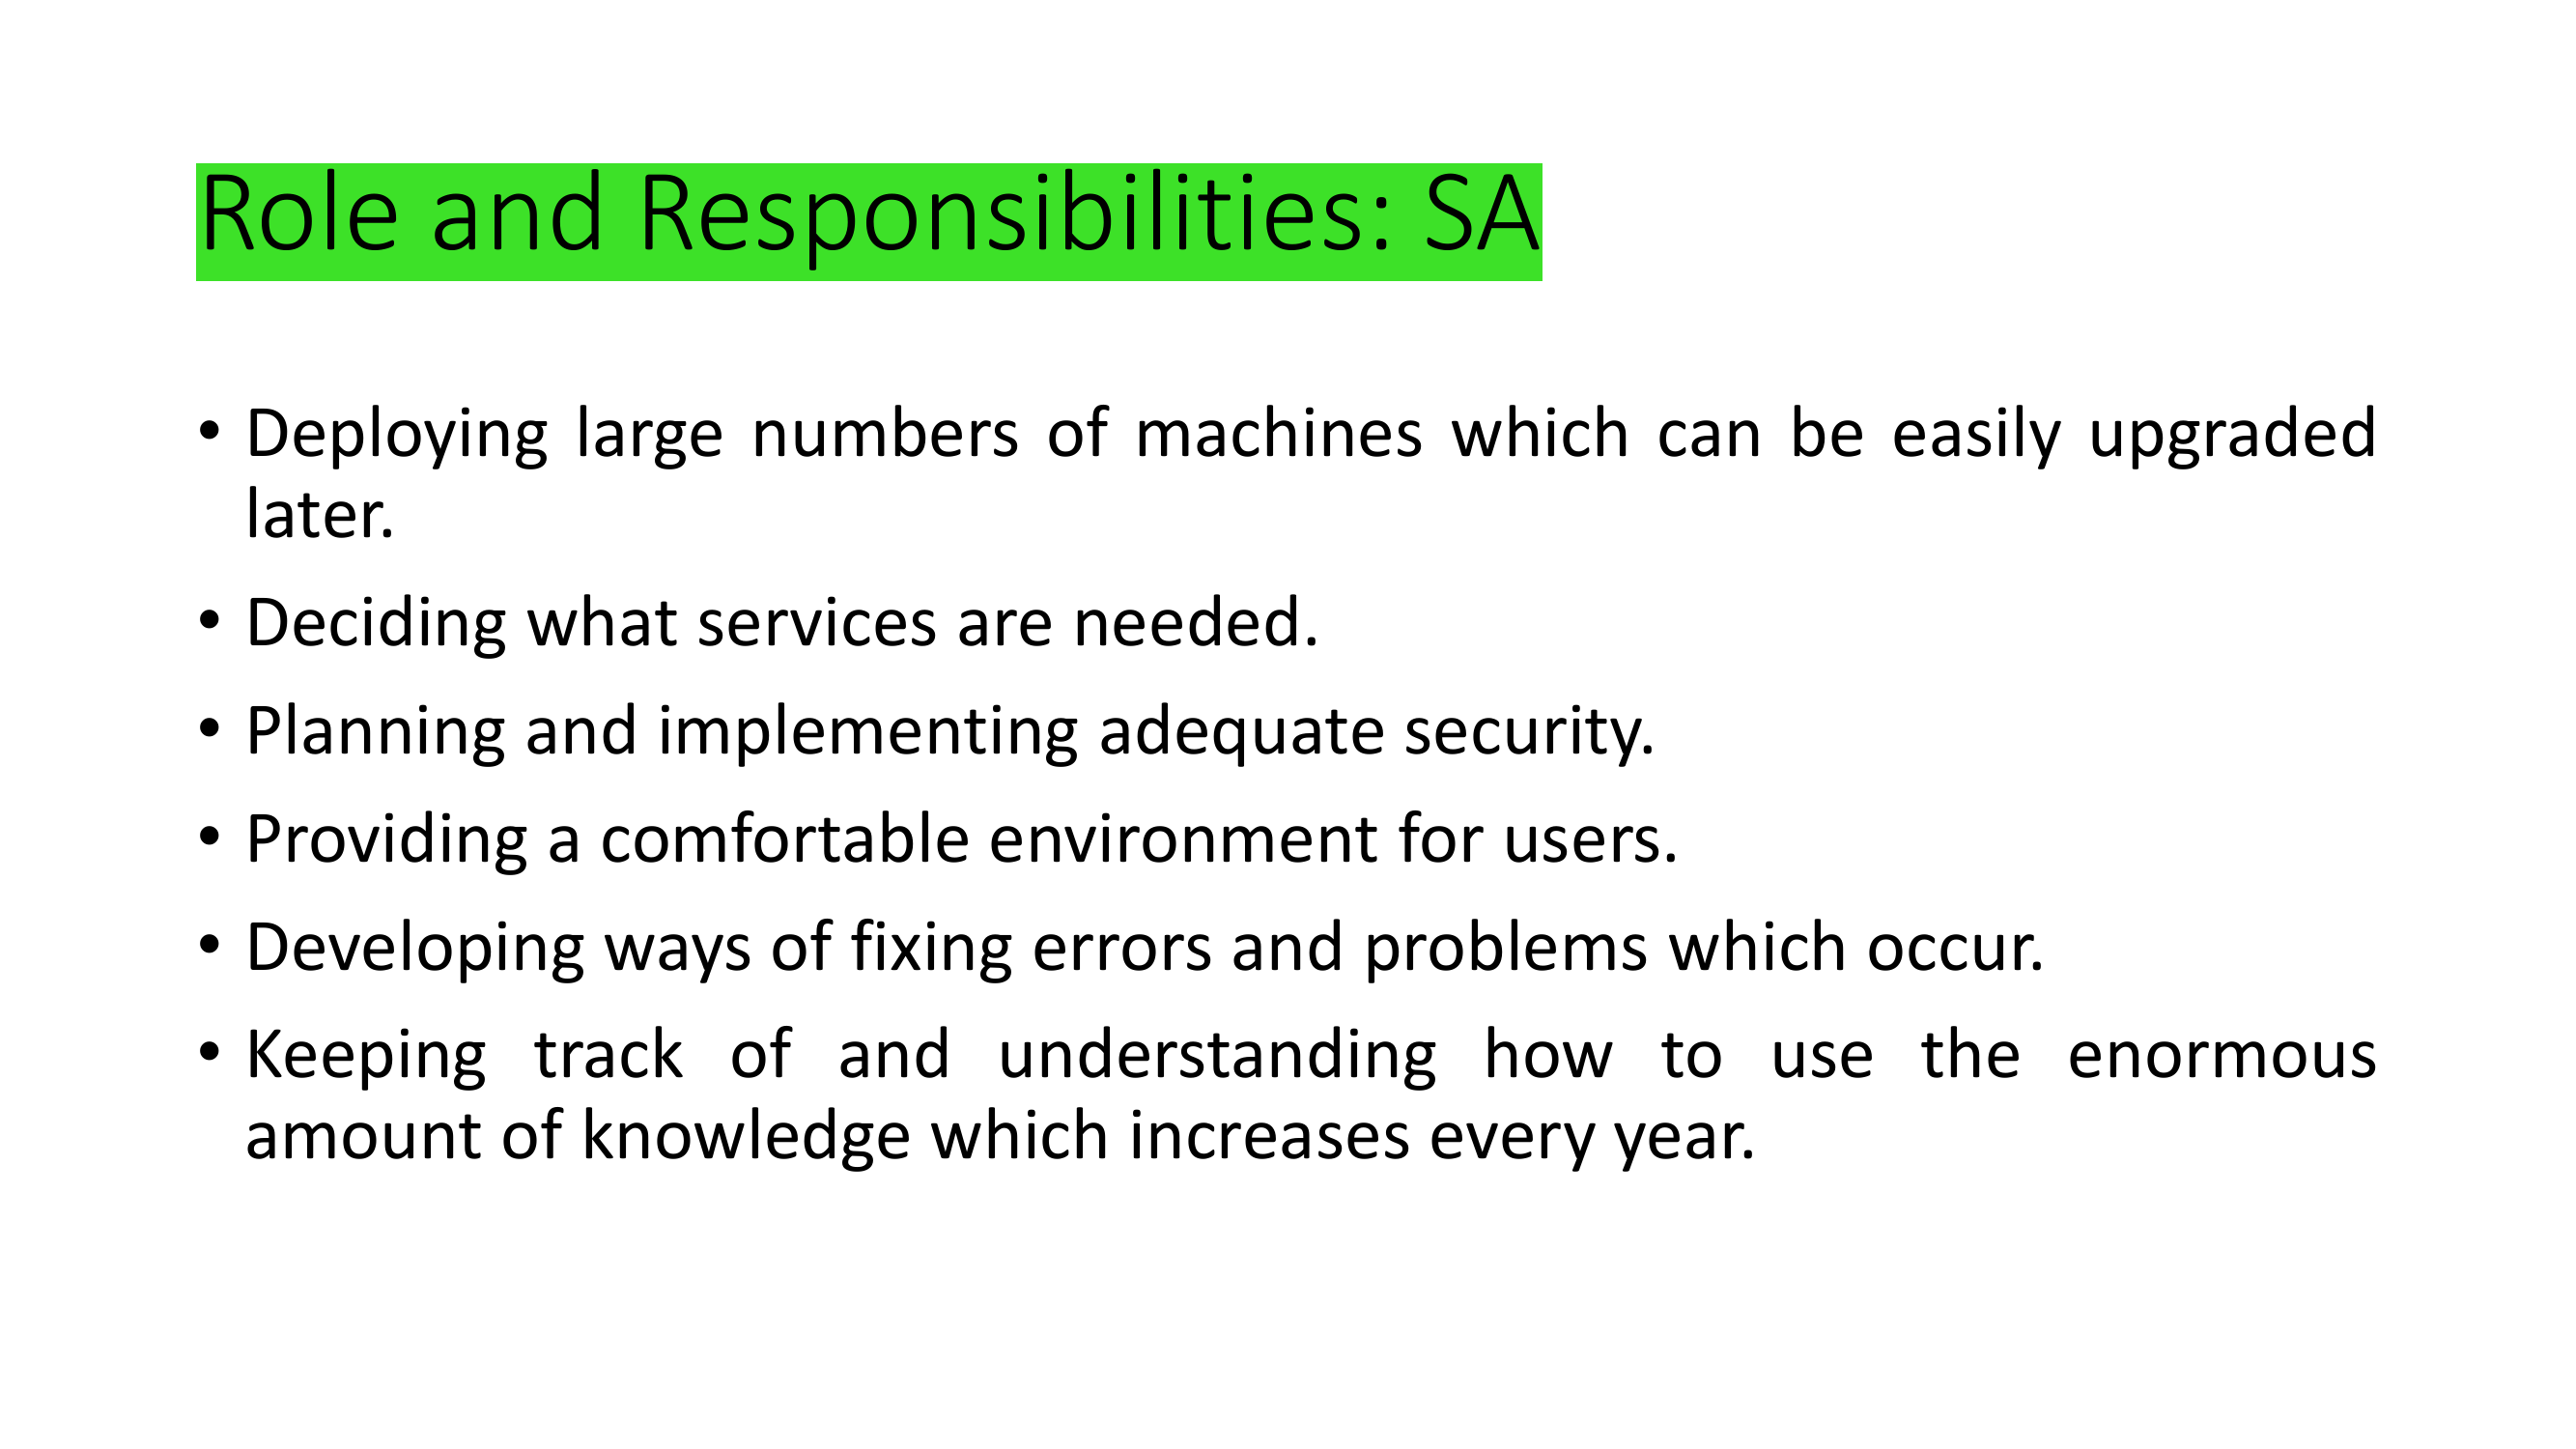 Role and Responsibilities: SA
• Deploying large numbers of machines which can be easily upgraded
later.
• Deciding what services are needed.
• Planning and implementing adequate security.
• Providing a comfortable environment for users.
• Developing ways of fixing errors and problems which occur.
• Keeping track of and understanding how to use the enormous
amount of knowledge which increases every year.